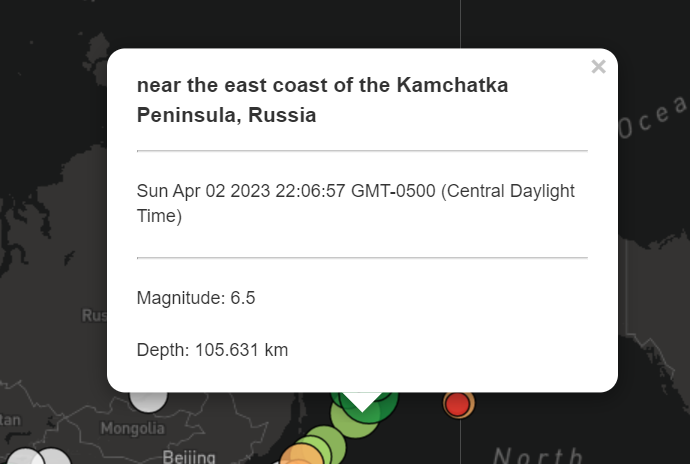 near the east coast of the Kamchatka
Peninsula, Russia
×
Ocea
Sun Apr 02 2023 22:06:57 GMT-0500 (Central Daylight
Time)
Magnitude: 6.5
Rus
Depth: 105.631 km
tan
Mongolia
Beijing
North